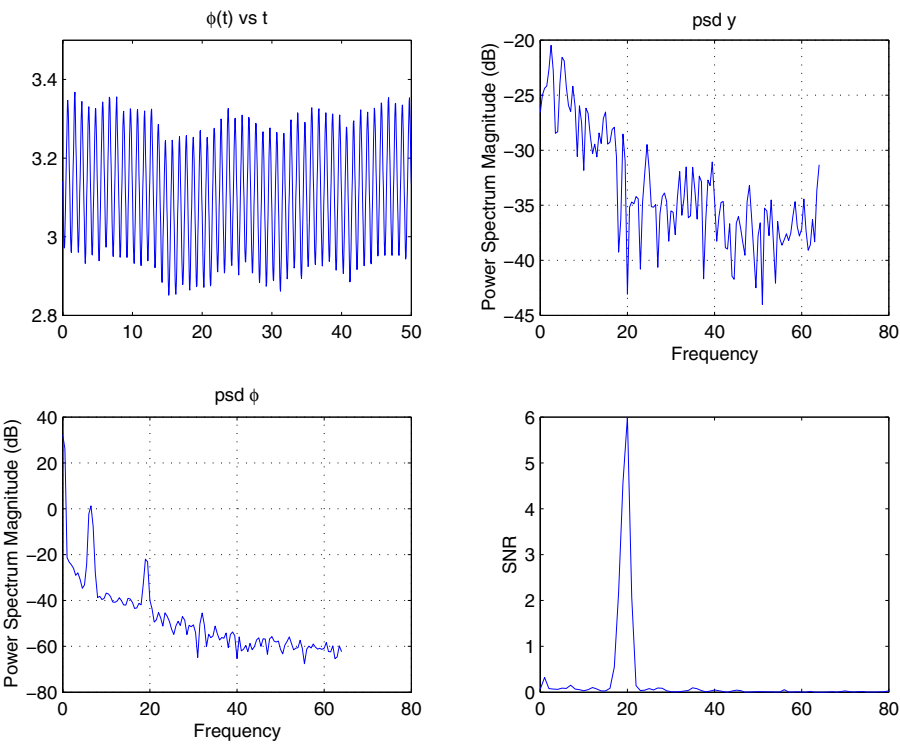 ϕ(t) vs t
3.4
3.2
3
2.8
0 10 20 30 40 50
psd y
Power Spectrum Magnitude (dB)
−20
−25
−30
−35
−40
−45
0 20 40 60 80
Frequency
psd ϕ
Power Spectrum Magnitude (dB)
40
20
0
−20
−40
−60
−80
0 20 40 60 80
Frequency
SNR
6
5
4
3
2
1
0
0 20 40 60 80